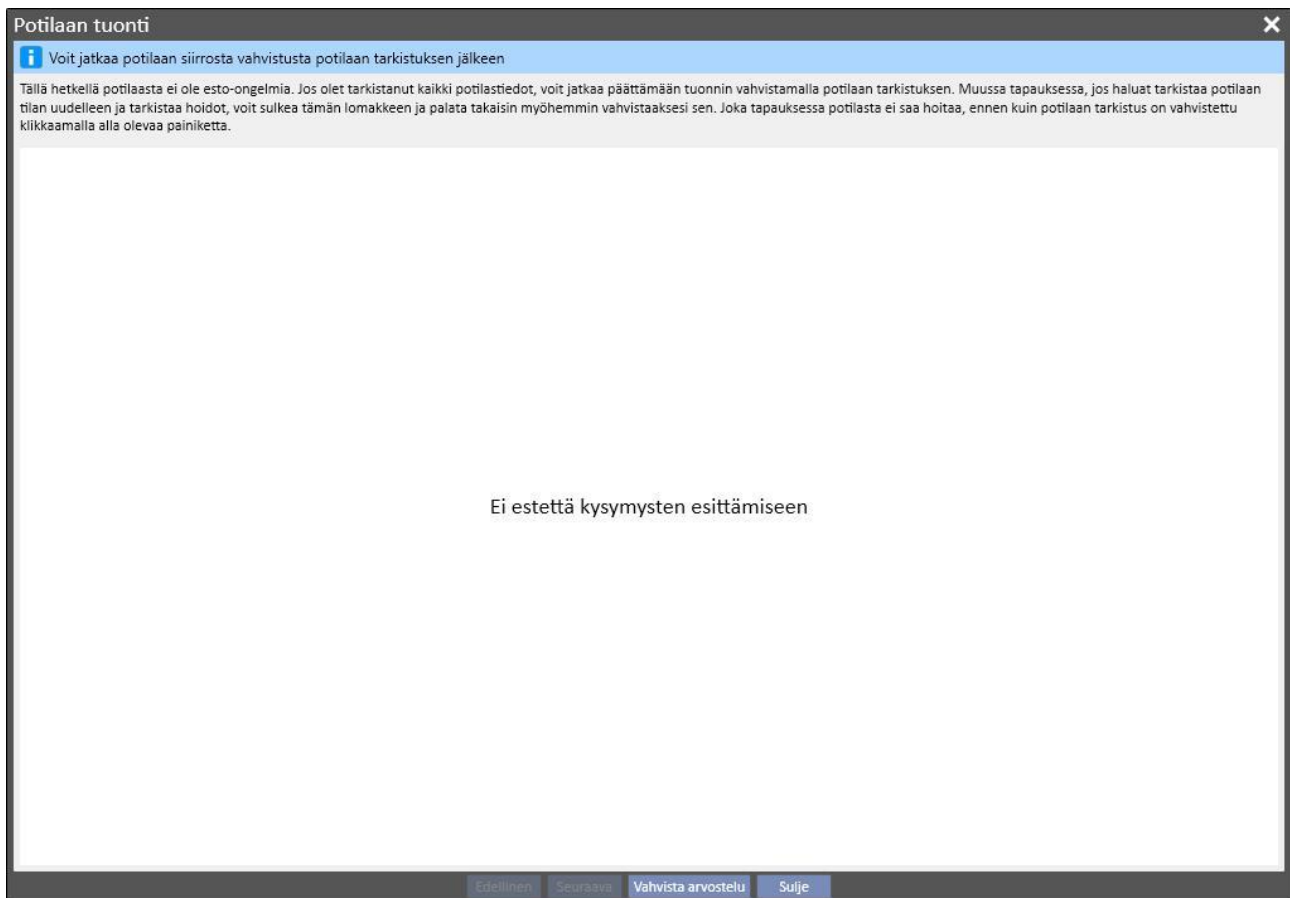 Potilaan tuonti
Voit jatkaa potilaan siirrosta vahvistusta potilaan tarkistuksen jälkeen
Tällä hetkellä potilaasta ei ole esto-ongelmia. Jos olet tarkistanut kaikki potilastiedot, voit jatkaa päättämään tuonnin vahvistamalla potilaan tarkistuksen. Muussa tapauksessa, jos haluat tarkistaa potilaan
tilan uudelleen ja tarkistaa hoidot, voit sulkea tämän lomakkeen ja palata takaisin myöhemmin vahvistaaksesi sen. Joka tapauksessa potilasta ei saa hoitaa, ennen kuin potilaan tarkistus on vahvistettu
klikkaamalla alla olevaa painiketta.
Ei estettä kysymysten esittämiseen
Edellinen Seuraava Vahvista arvostelu Sulje